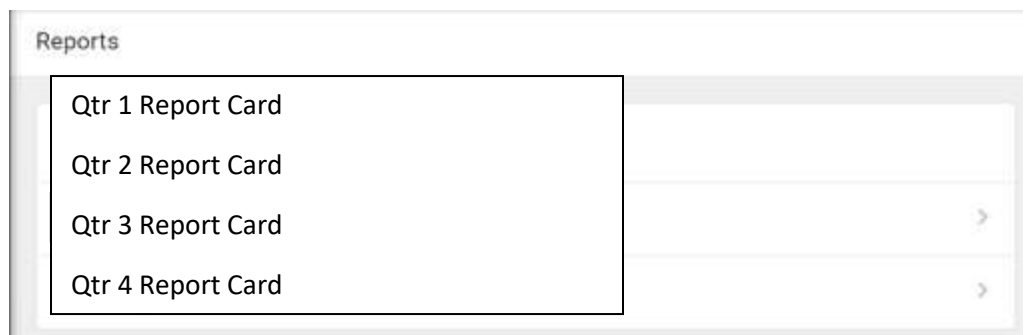 Reports
Qtr 1 Report Card
Qtr 2 Report Card
Qtr 3 Report Card
Qtr 4 Report Card